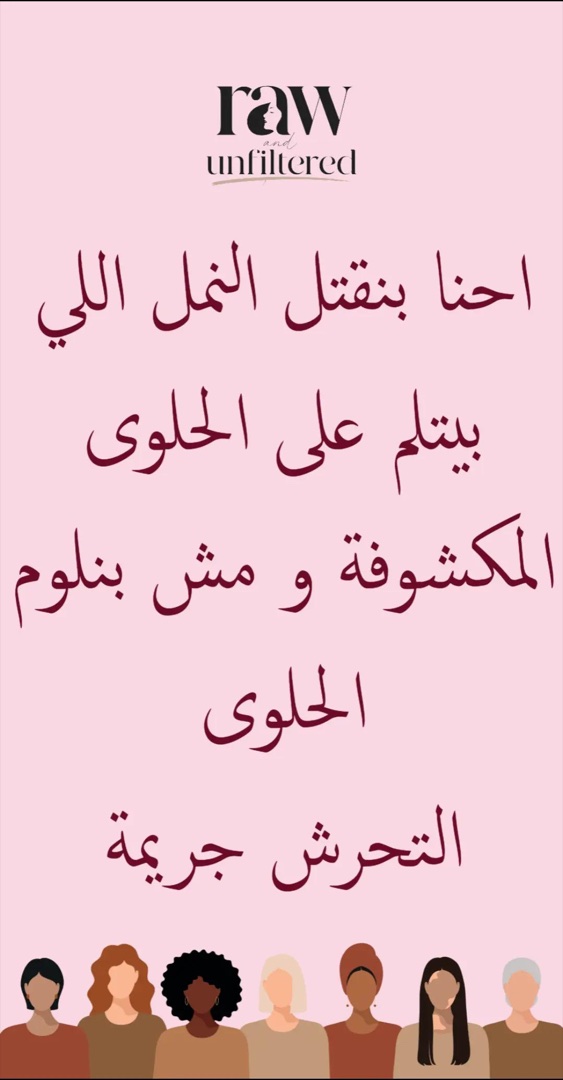 raw
and
unfiltered
احنا بنقتل النمل اللي
بيتلم على الحلوى
المكشوفة و مش بنلوم
الحلوى
التحرش جريمة